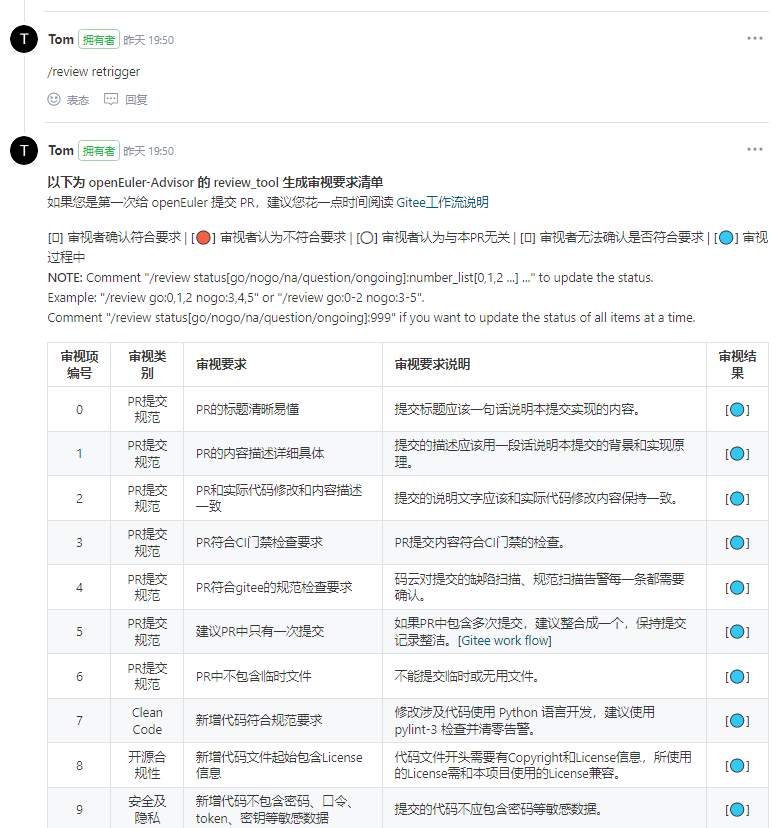 T Tom 拥有者 昨天 19:50
/review retrigger
表态 回复
T Tom 拥有者 昨天 19:50
以下为 openEuler-Advisor 的 review_tool 生成审视要求清单
如果您是第一次给 openEuler 提交 PR，建议您花一点时间阅读 Gitee工作流说明
[▯] 审视者确认符合要求 | [🔴] 审视者认为不符合要求 | [⚪] 审视者认为与本PR无关 | [▯] 审视者无法确认是否符合要求 | [🔵] 审视
过程中
NOTE: Comment "/review status[go/nogo/na/question/ongoing]:number_list[0,1,2 ...] ..." to update the status.
Example: "/review go:0,1,2 nogo:3,4,5" or "/review go:0-2 nogo:3-5".
Comment "/review status[go/nogo/na/question/ongoing]:999" if you want to update the status of all items at a time.
审视项编号 审视类别 审视要求 审视要求说明 审视结果
0 PR提交规范 PR的标题清晰易懂 提交标题应该一句话说明本提交实现的内容。 [🔵]
1 PR提交规范 PR的内容描述详细具体 提交的描述应该用一段话说明本提交的背景和实现原理。 [🔵]
2 PR提交规范 PR和实际代码修改和内容描述一致 提交的说明文字应该和实际代码修改内容保持一致。 [🔵]
3 PR提交规范 PR符合CI门禁检查要求 PR提交内容符合CI门禁的检查。 [🔵]
4 PR提交规范 PR符合gitee的规范检查要求 码云对提交的缺陷扫描、规范扫描告警每一条都需要确认。 [🔵]
5 PR提交规范 建议PR中只有一次提交 如果PR中包含多次提交，建议整合成一个，保持提交记录整洁。[Gitee work flow] [🔵]
6 PR提交规范 PR中不包含临时文件 不能提交临时或无用文件。 [🔵]
7 Clean Code 新增代码符合规范要求 修改涉及代码使用 Python 语言开发，建议使用 pylint-3 检查并清零告警。 [🔵]
8 开源合规性 新增代码文件起始包含License信息 代码文件开头需要有Copyright和License信息，所使用的License需和本项目使用的License兼容。 [🔵]
9 安全及隐私 新增代码不包含密码、口令、token、密钥等敏感数据 提交的代码不应包含密码等敏感数据。 [🔵]